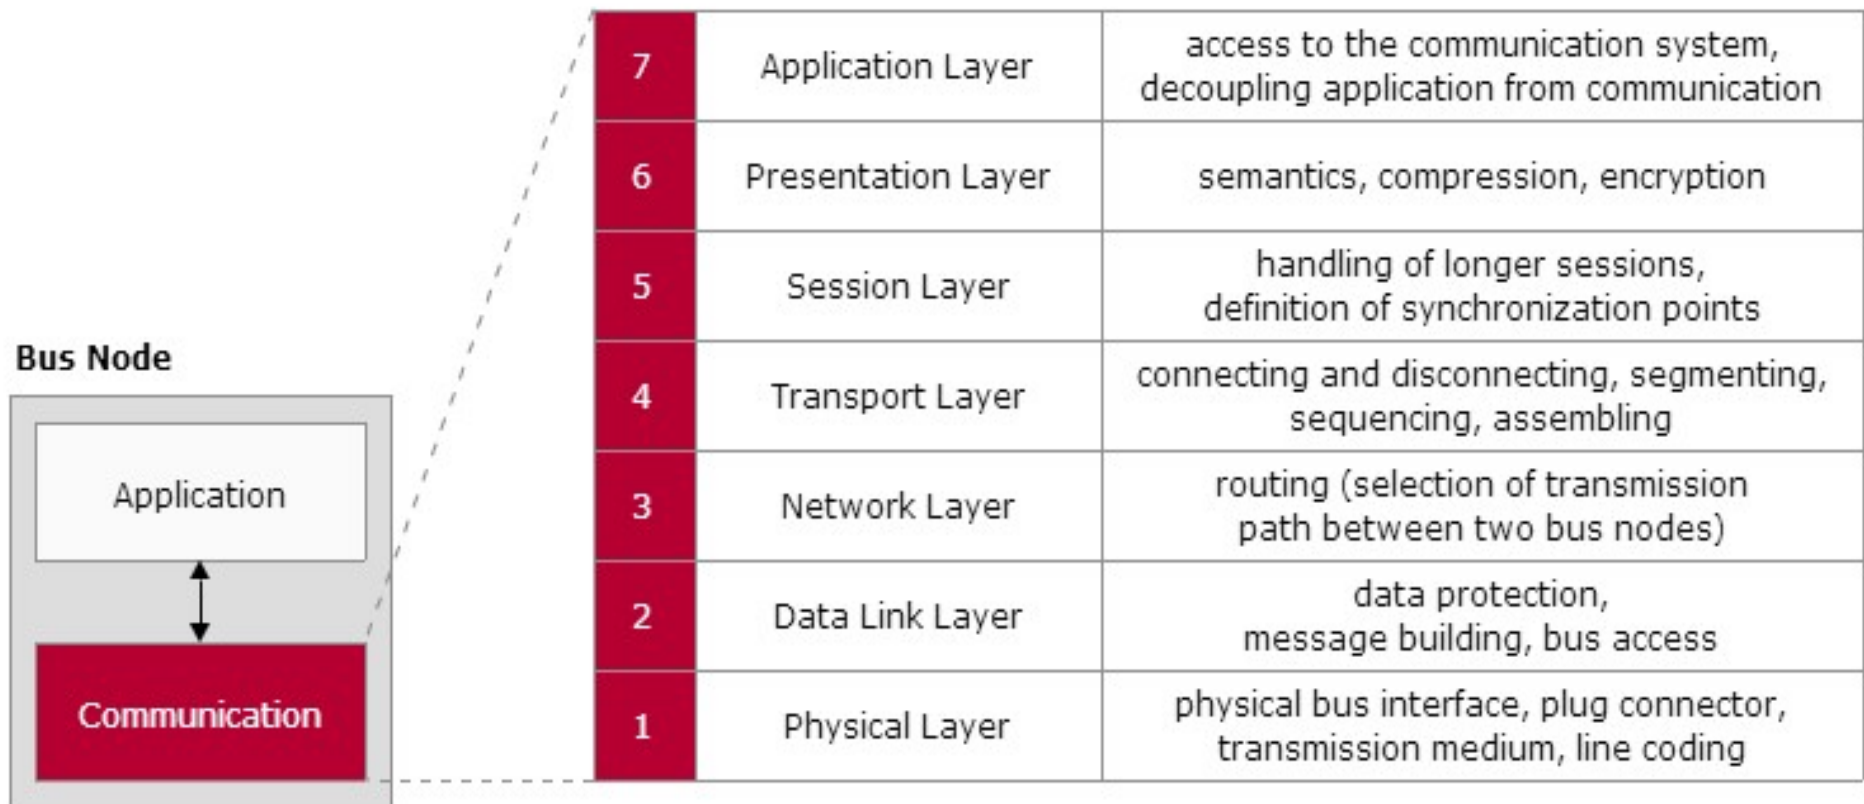 Bus Node
Application
Communication
7
Application Layer
access to the communication system,
decoupling application from communication
6
Presentation Layer
semantics, compression, encryption
5
Session Layer
handling of longer sessions,
definition of synchronization points
4
Transport Layer
connecting and disconnecting, segmenting,
sequencing, assembling
3
Network Layer
routing (selection of transmission
path between two bus nodes)
2
Data Link Layer
data protection,
message building, bus access
1
Physical Layer
physical bus interface, plug connector,
transmission medium, line coding